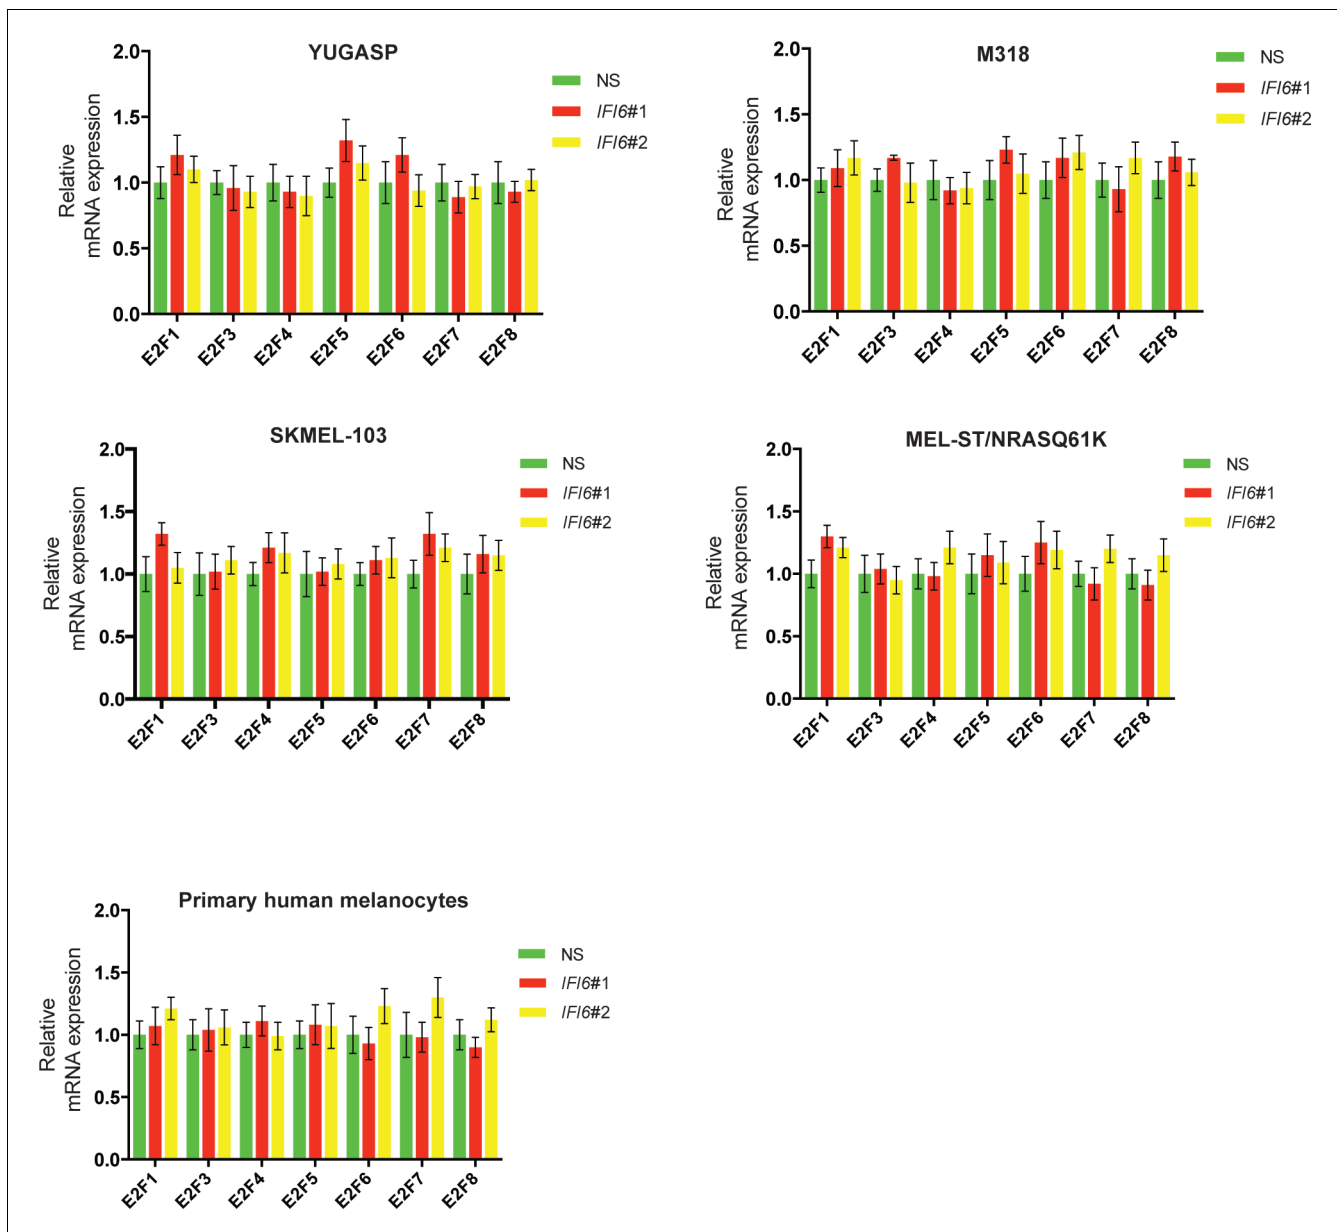 YUGASP
Relative
mRNA expression
2.0
1.5
1.0
0.5
0.0
E2F1 E2F3 E2F4 E2F5 E2F6 E2F7 E2F8
NS
IFI6#1
IFI6#2
M318
Relative
mRNA expression
2.0
1.5
1.0
0.5
0.0
E2F1 E2F3 E2F4 E2F5 E2F6 E2F7 E2F8
NS
IFI6#1
IFI6#2
SKMEL-103
Relative
mRNA expression
2.0
1.5
1.0
0.5
0.0
E2F1 E2F3 E2F4 E2F5 E2F6 E2F7 E2F8
NS
IFI6#1
IFI6#2
MEL-ST/NRASQ61K
Relative
mRNA expression
2.0
1.5
1.0
0.5
0.0
E2F1 E2F3 E2F4 E2F5 E2F6 E2F7 E2F8
NS
IFI6#1
IFI6#2
Primary human melanocytes
Relative
mRNA expression
2.0
1.5
1.0
0.5
0.0
E2F1 E2F3 E2F4 E2F5 E2F6 E2F7 E2F8
NS
IFI6#1
IFI6#2